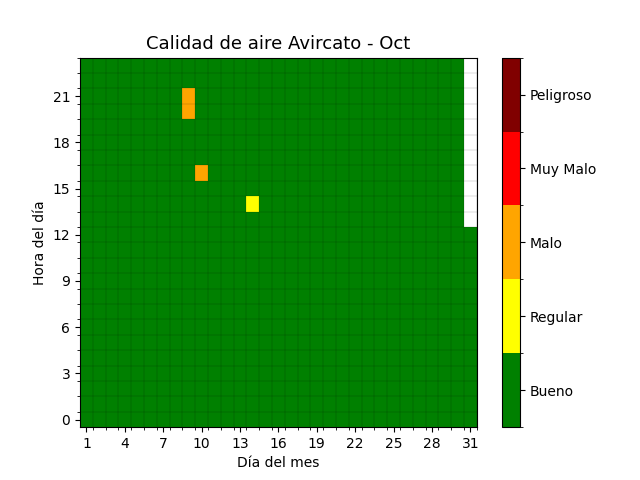 Calidad de aire Avircato - Oct
Peligroso
Muy Malo
Malo
Regular
Bueno
Hora del día
21
18
15
12
9
6
3
0
1 4 7 10 13 16 19 22 25 28 31
Día del mes